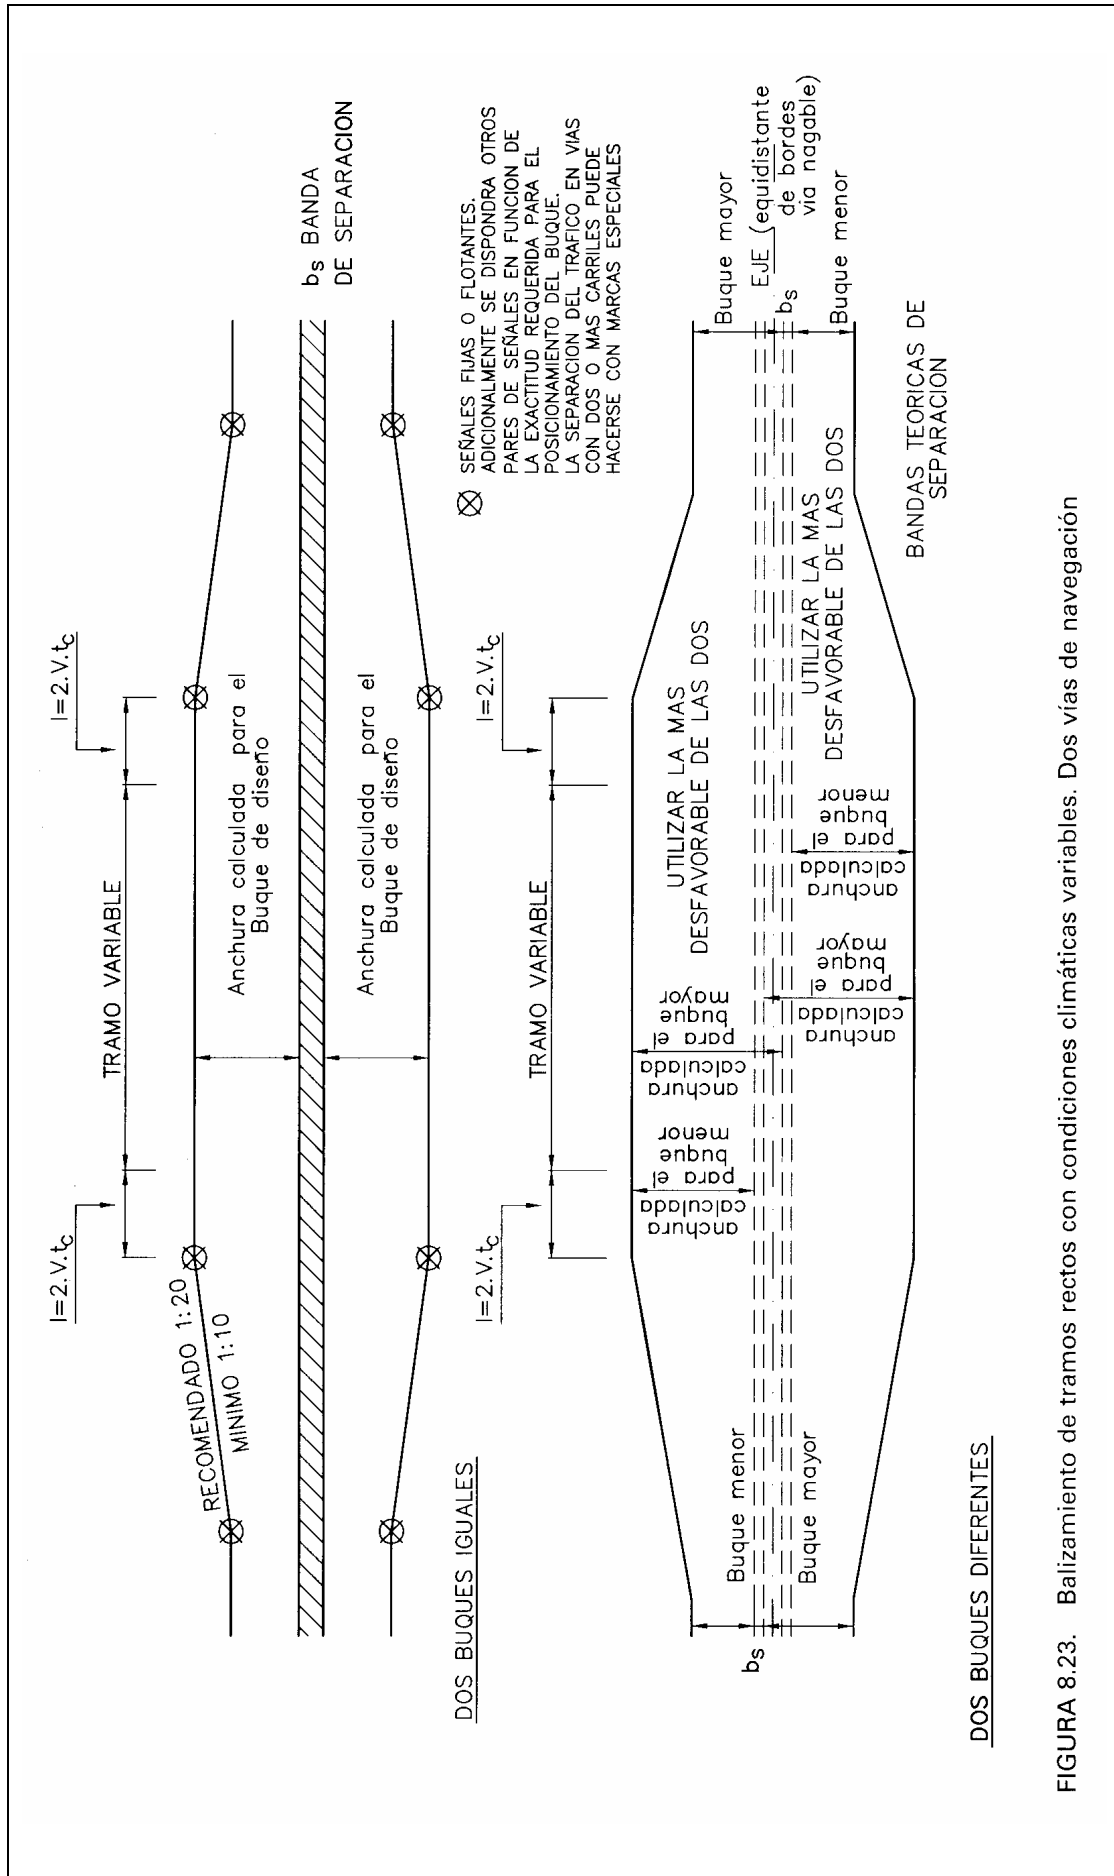 l=2.V.tc
TRAMO VARIABLE
l=2.V.tc
RECOMENDADO 1:20
MINIMO 1:10
Anchura calculada para el
Buque de diseño
bs BANDA
DE SEPARACION
Anchura calculada para el
Buque de diseño
DOS BUQUES IGUALES
SEÑALES FIJAS O FLOTANTES.
ADICIONALMENTE SE DISPONDRA OTROS
PARES DE SEÑALES EN FUNCION DE
LA EXACTITUD REQUERIDA PARA EL
POSICIONAMIENTO DEL BUQUE.
LA SEPARACION DEL TRAFICO EN VIAS
CON DOS O MAS CARRILES PUEDE
HACERSE CON MARCAS ESPECIALES
l=2.V.tc
TRAMO VARIABLE
l=2.V.tc
anchura
calculada
para el
buque
menor
anchura
calculada
para el
buque
mayor
UTILIZAR LA MAS
DESFAVORABLE DE LAS DOS
Buque mayor
Buque menor
bs
Buque mayor
EJE (equidistante
de bordes
via nagable)
bs
Buque menor
anchura
calculada
para el
buque
mayor
anchura
calculada
para el
buque
menor
UTILIZAR LA MAS
DESFAVORABLE DE LAS DOS
BANDAS TEORICAS DE
SEPARACION
DOS BUQUES DIFERENTES
FIGURA 8.23. Balizamiento de tramos rectos con condiciones climáticas variables. Dos vías de navegación